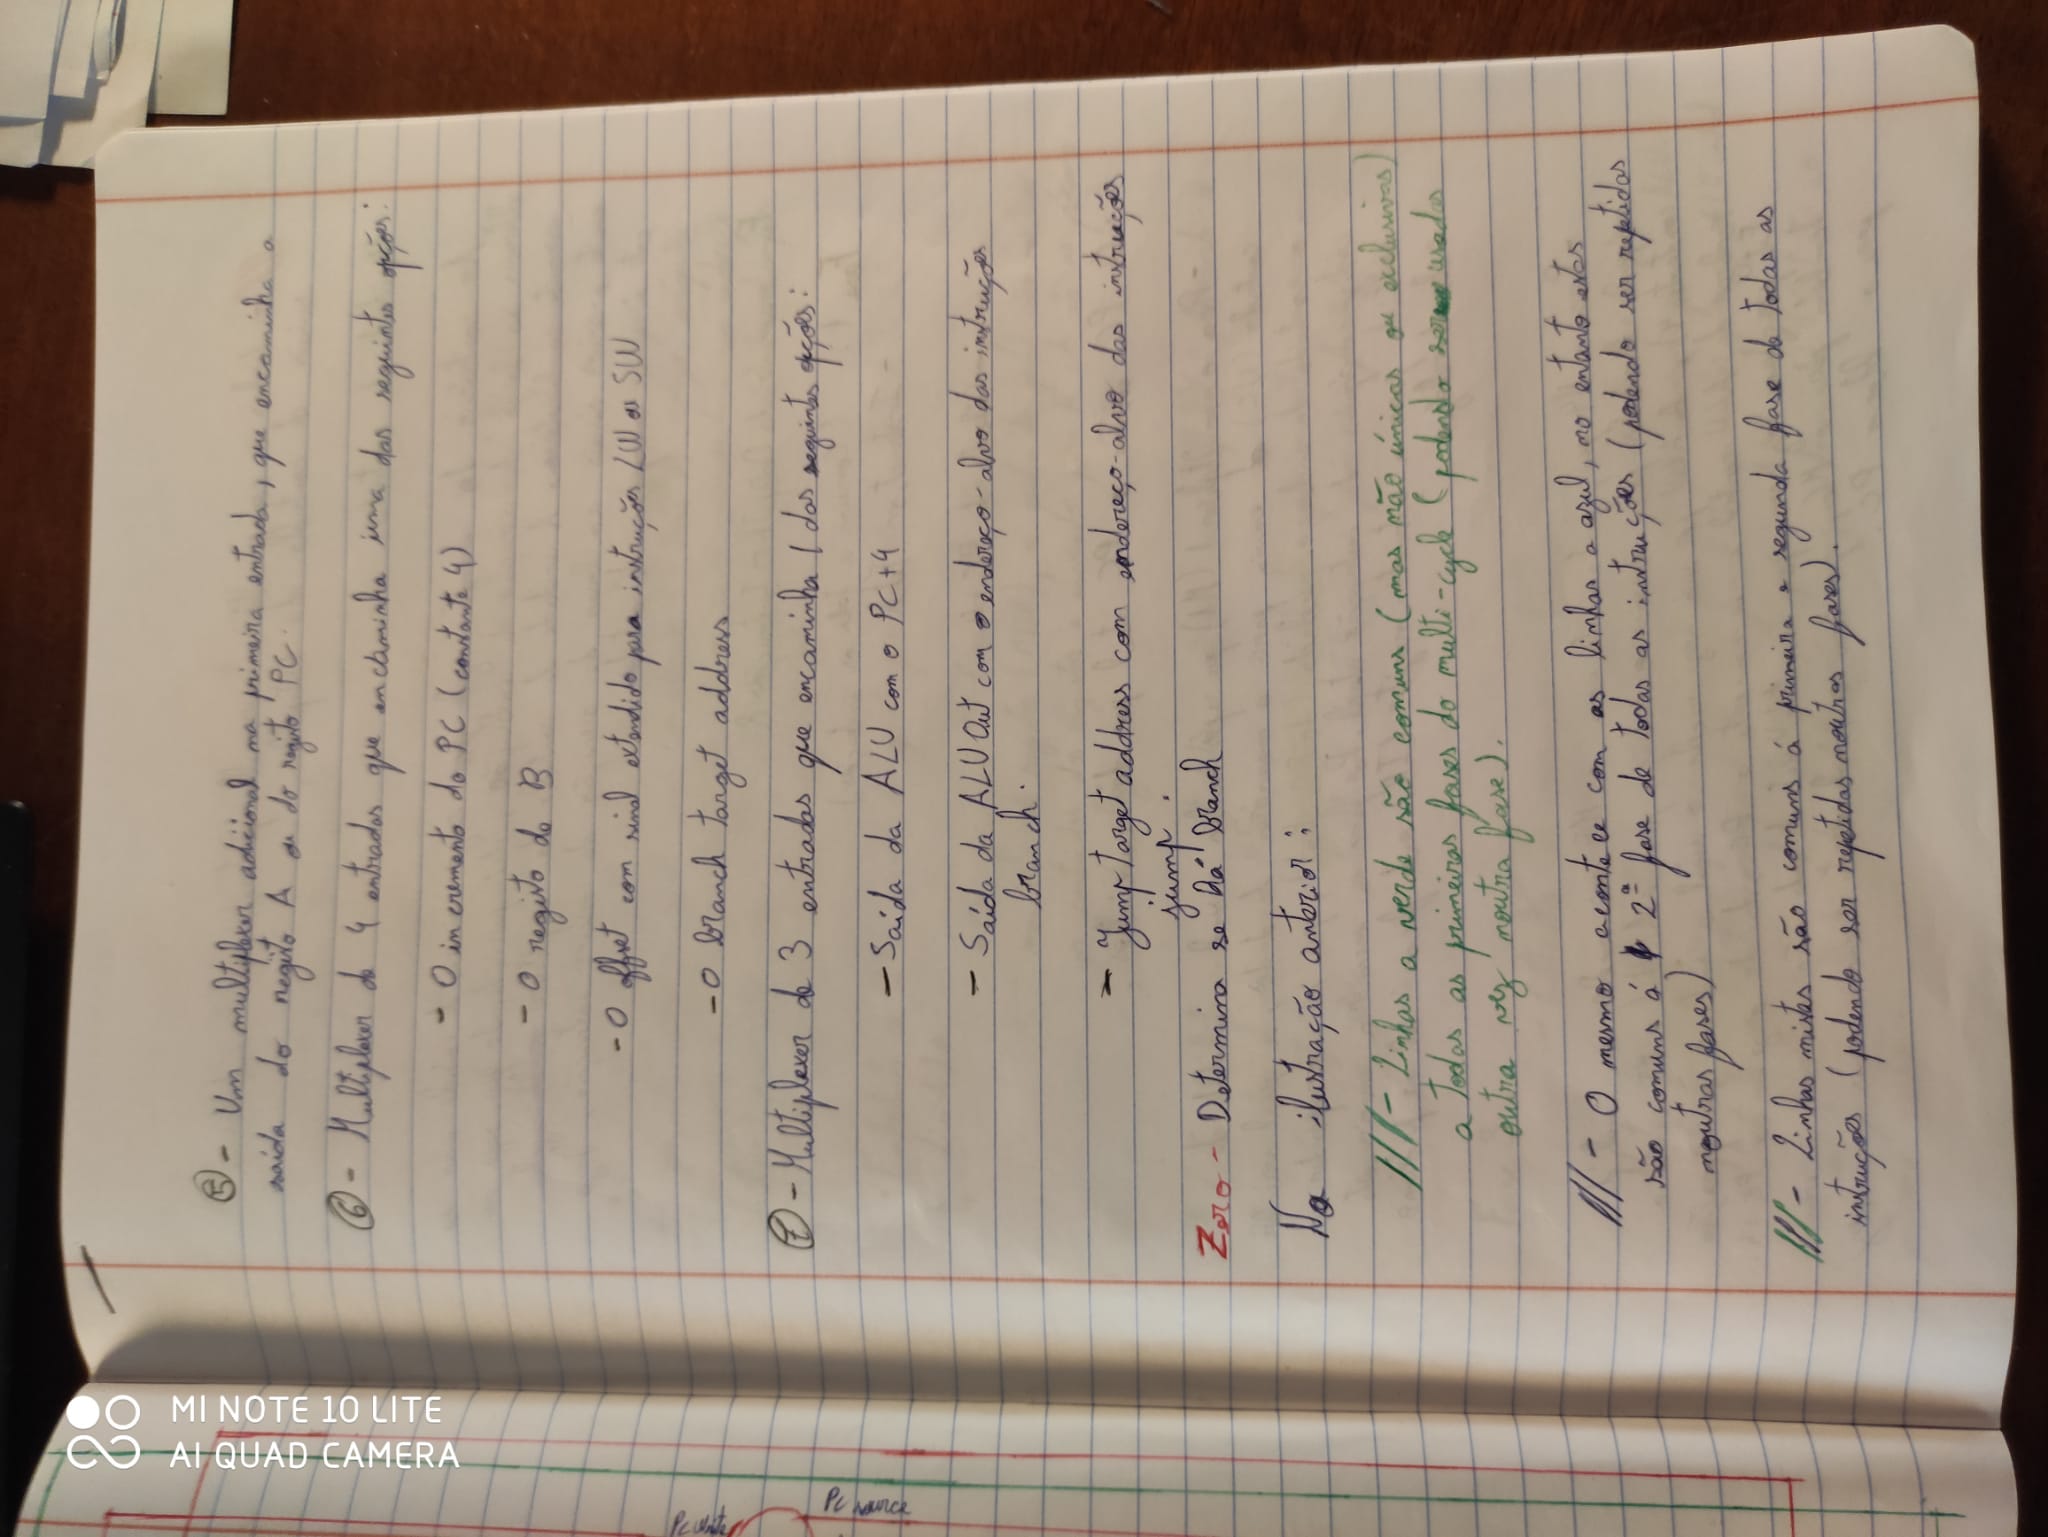 MI NOTE 10 LITE
AI QUAD CAMERA
PC write
PC source
⑤ - Um multiplexer adicional na primeira entrada, que encaminha a
saída do registo A ou do registo PC.
⑥ - Multiplexer de 4 entradas que encaminha uma das seguintes opções:
- O incremento do PC (constante 4)
- O registo do B
- O offset com sinal extendido para instruções LW ou SW
- O branch target address
⑦ - Multiplexer de 3 entradas que encaminha 1 das seguintes opções:
- Saída da ALU com o PC+4
- Saída da ALU Out com o endereço-alvo das instruções
branch.
- Jump Target address com endereço-alvo das instruções
jump.
Zero - Determina se há branch
Na ilustração anterior:
/// - Linhas a verde são comuns (mas não únicas ou exclusivas)
a todas as primeiras fases do multi-cycle (podendo ser usadas
outra vez noutra fase).
/// - O mesmo acontece com as linhas a azul, no entanto estas
são comuns á 2ª fase de todas as instruções (podendo ser repetidas
noutras fases)
/// - Linhas mistas são comuns á primeira e segunda fase de todas as
instruções (podendo ser repetidas noutras fases).